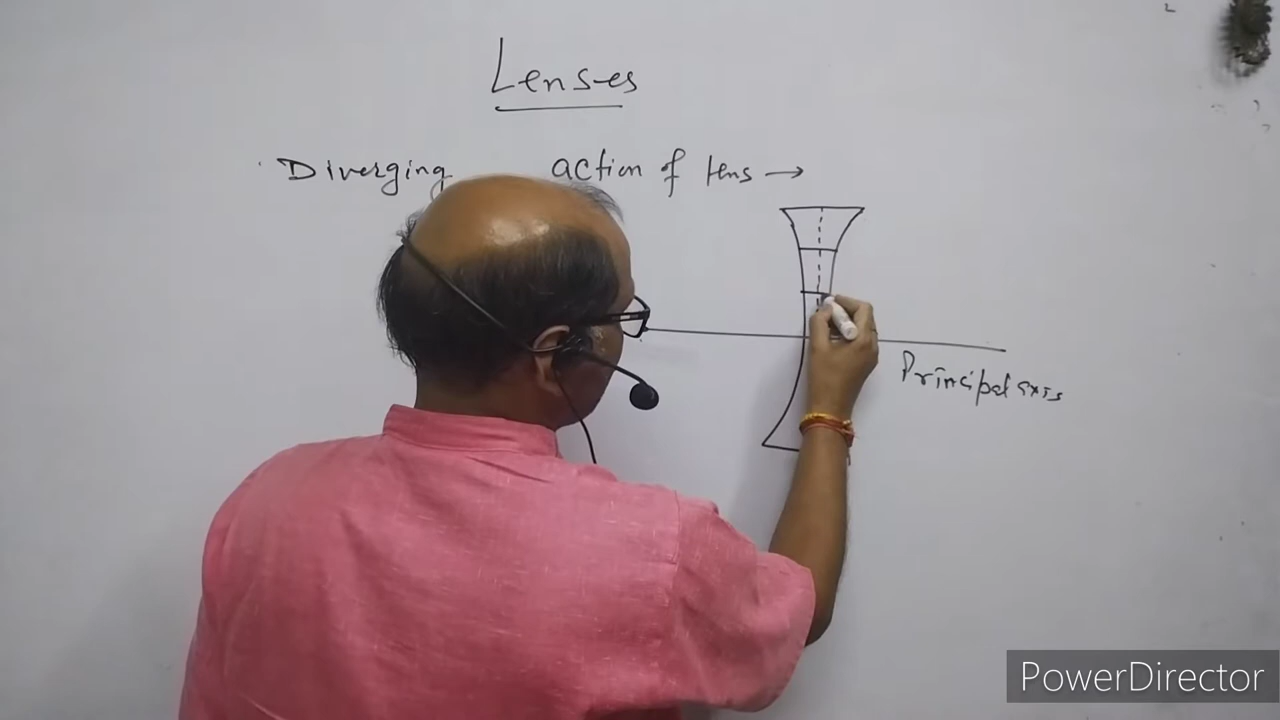 Lenses
Diverging action of lens →
Principal axis
PowerDirector